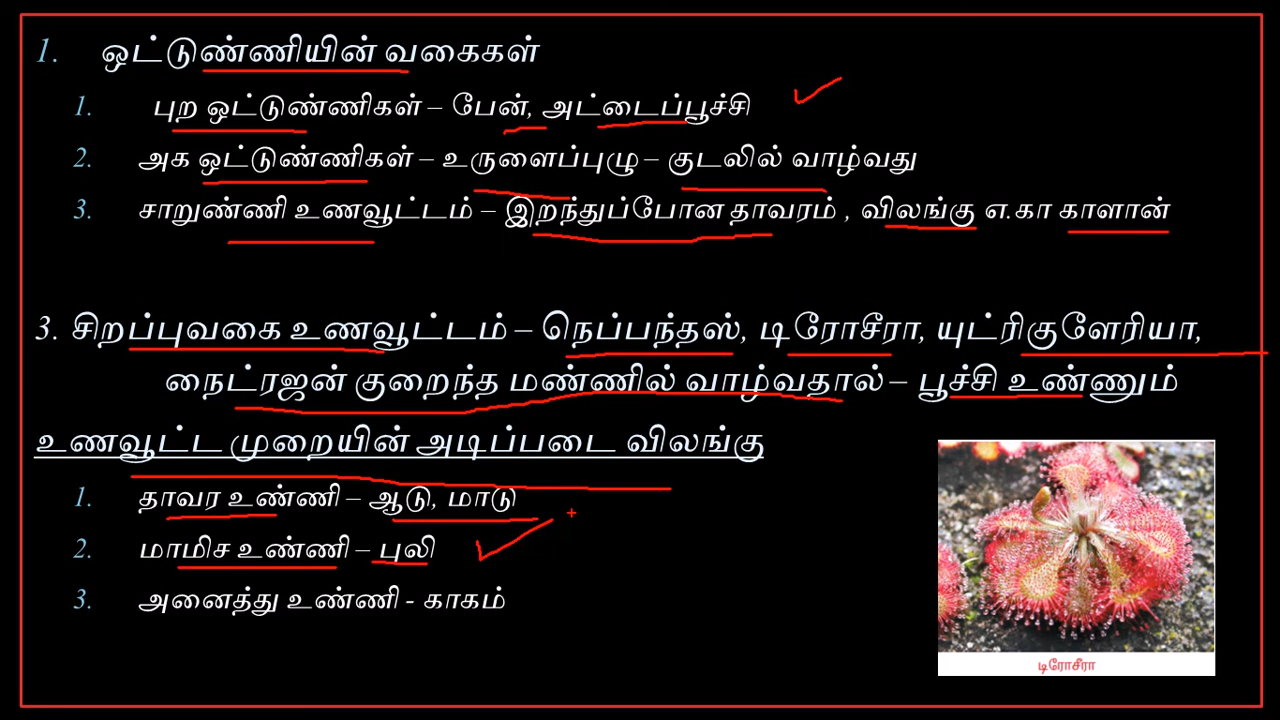 1. ஒட்டுண்ணியின் வகைகள்
1. புற ஒட்டுண்ணிகள் – பேன், அட்டைப்பூச்சி
2. அக ஒட்டுண்ணிகள் – உருளைப்புழு – குடலில் வாழ்வது
3. சாறுண்ணி உணவூட்டம் – இறந்துப்போன தாவரம் , விலங்கு எ.கா காளான்
3. சிறப்புவகை உணவூட்டம் – நெப்பந்தஸ், டிரோசீரா, யுட்ரிகுளேரியா,
நைட்ரஜன் குறைந்த மண்ணில் வாழ்வதால் – பூச்சி உண்ணும்
உணவூட்ட முறையின் அடிப்படை விலங்கு
1. தாவர உண்ணி – ஆடு, மாடு
2. மாமிச உண்ணி – புலி
3. அனைத்து உண்ணி - காகம்
டிரோசீரா